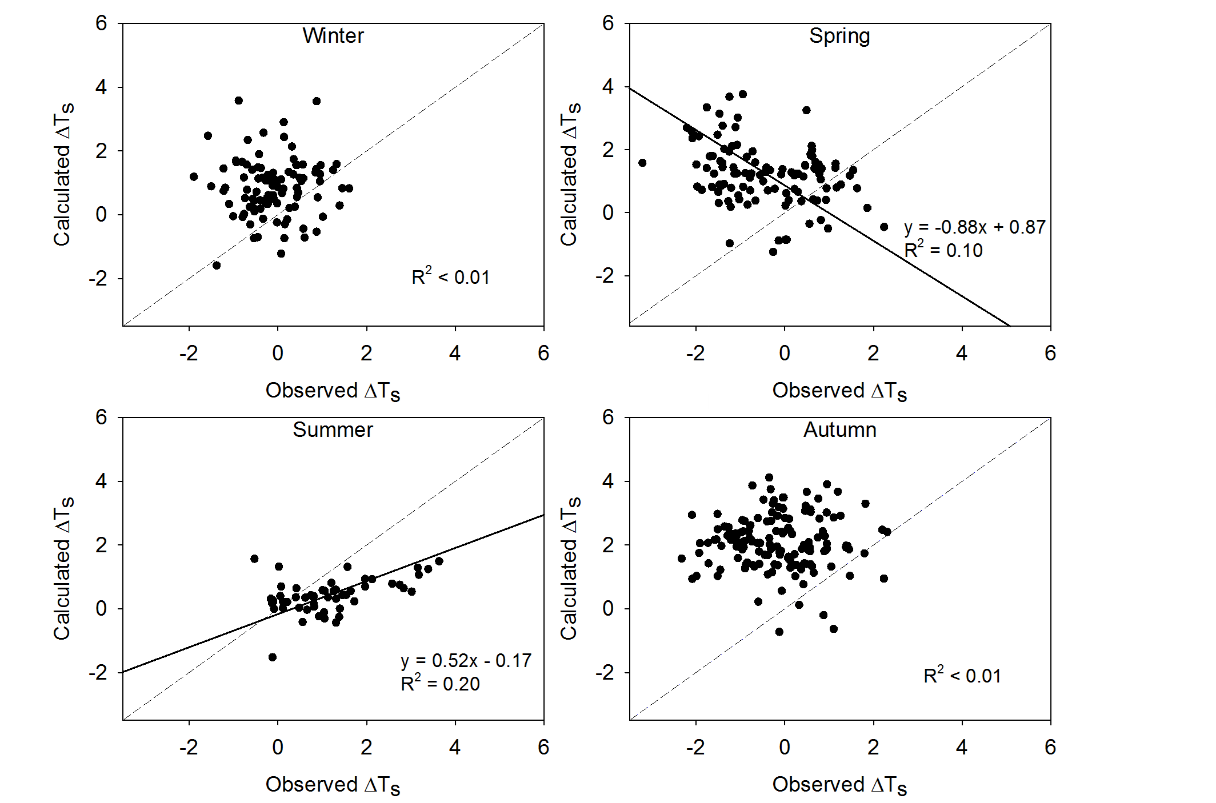 Winter
6
4
2
0
-2
Calculated ΔTs
R² < 0.01
-2 0 2 4 6
Observed ΔTs
Spring
6
4
2
0
-2
Calculated ΔTs
y = -0.88x + 0.87
R² = 0.10
-2 0 2 4 6
Observed ΔTs
Summer
6
4
2
0
-2
Calculated ΔTs
y = 0.52x - 0.17
R² = 0.20
-2 0 2 4 6
Observed ΔTs
Autumn
6
4
2
0
-2
Calculated ΔTs
R² < 0.01
-2 0 2 4 6
Observed ΔTs